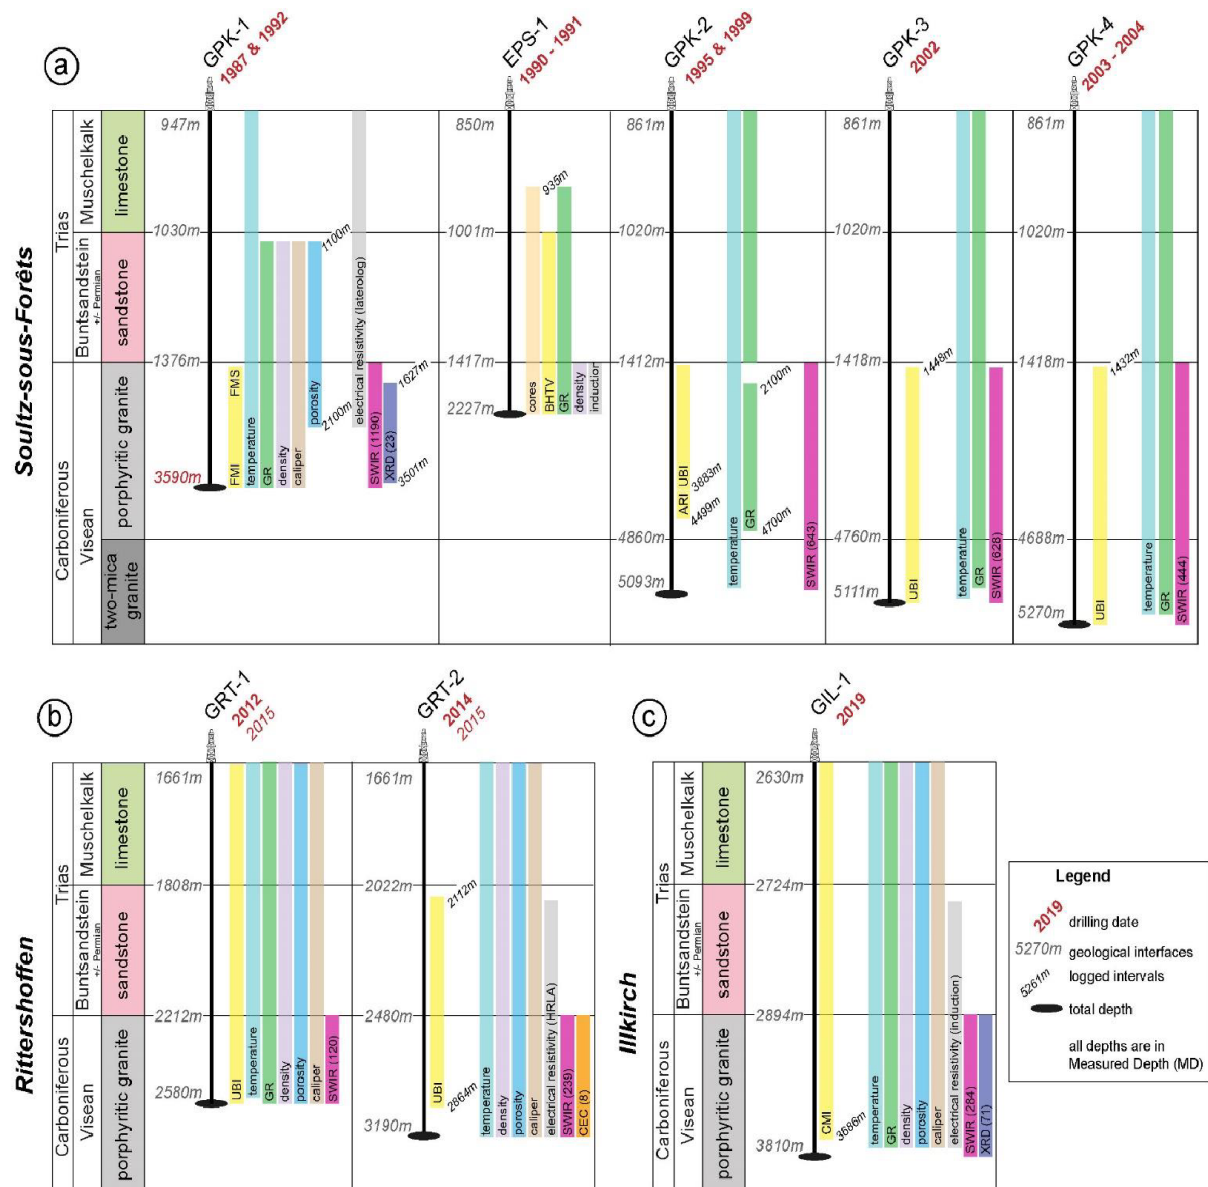 a
GPK-1
1987 & 1992
EPS-1
1990 - 1991
GPK-2
1995 & 1999
GPK-3
2002
GPK-4
2003 - 2004
Soultz-sous-Forêts
Trias
Muschelkalk
limestone
Buntsandstein
+/- Permian
sandstone
Carboniferous
Visean
porphyritic granite
two-mica
granite
947m
1030m
1100m
1376m
1627m
2100m
3501m
3590m
FMS
FMI
temperature
GR
density
caliper
porosity
electrical resistivity (laterolog)
SWIR (1190)
XRD (23)
850m
935m
1001m
1417m
2227m
cores
BHTV
GR
density
induction
861m
1020m
1412m
2100m
3883m
4499m
4700m
4860m
5093m
ARI UBI
temperature
GR
SWIR (643)
861m
1020m
1418m
1448m
4760m
5111m
UBI
temperature
GR
SWIR (628)
861m
1020m
1418m
1432m
4688m
5270m
UBI
temperature
GR
SWIR (444)
b
GRT-1
2012
2015
GRT-2
2014
2015
Rittershoffen
Trias
Muschelkalk
limestone
Buntsandstein
+/- Permian
sandstone
Carboniferous
Visean
porphyritic granite
1661m
1808m
2212m
2580m
UBI
temperature
GR
density
porosity
caliper
SWIR (120)
1661m
2022m
2112m
2480m
2864m
3190m
UBI
temperature
density
porosity
caliper
electrical resistivity (HRLA)
SWIR (239)
CEC (8)
c
GIL-1
2019
Illkirch
Trias
Muschelkalk
limestone
Buntsandstein
+/- Permian
sandstone
Carboniferous
Visean
porphyritic granite
2630m
2724m
2894m
3586m
3810m
CMI
temperature
GR
density
porosity
caliper
electrical resistivity (induction)
SWIR (284)
XRD (71)
Legend
2019 drilling date
5270m geological interfaces
5261m logged intervals
total depth
all depths are in
Measured Depth (MD)